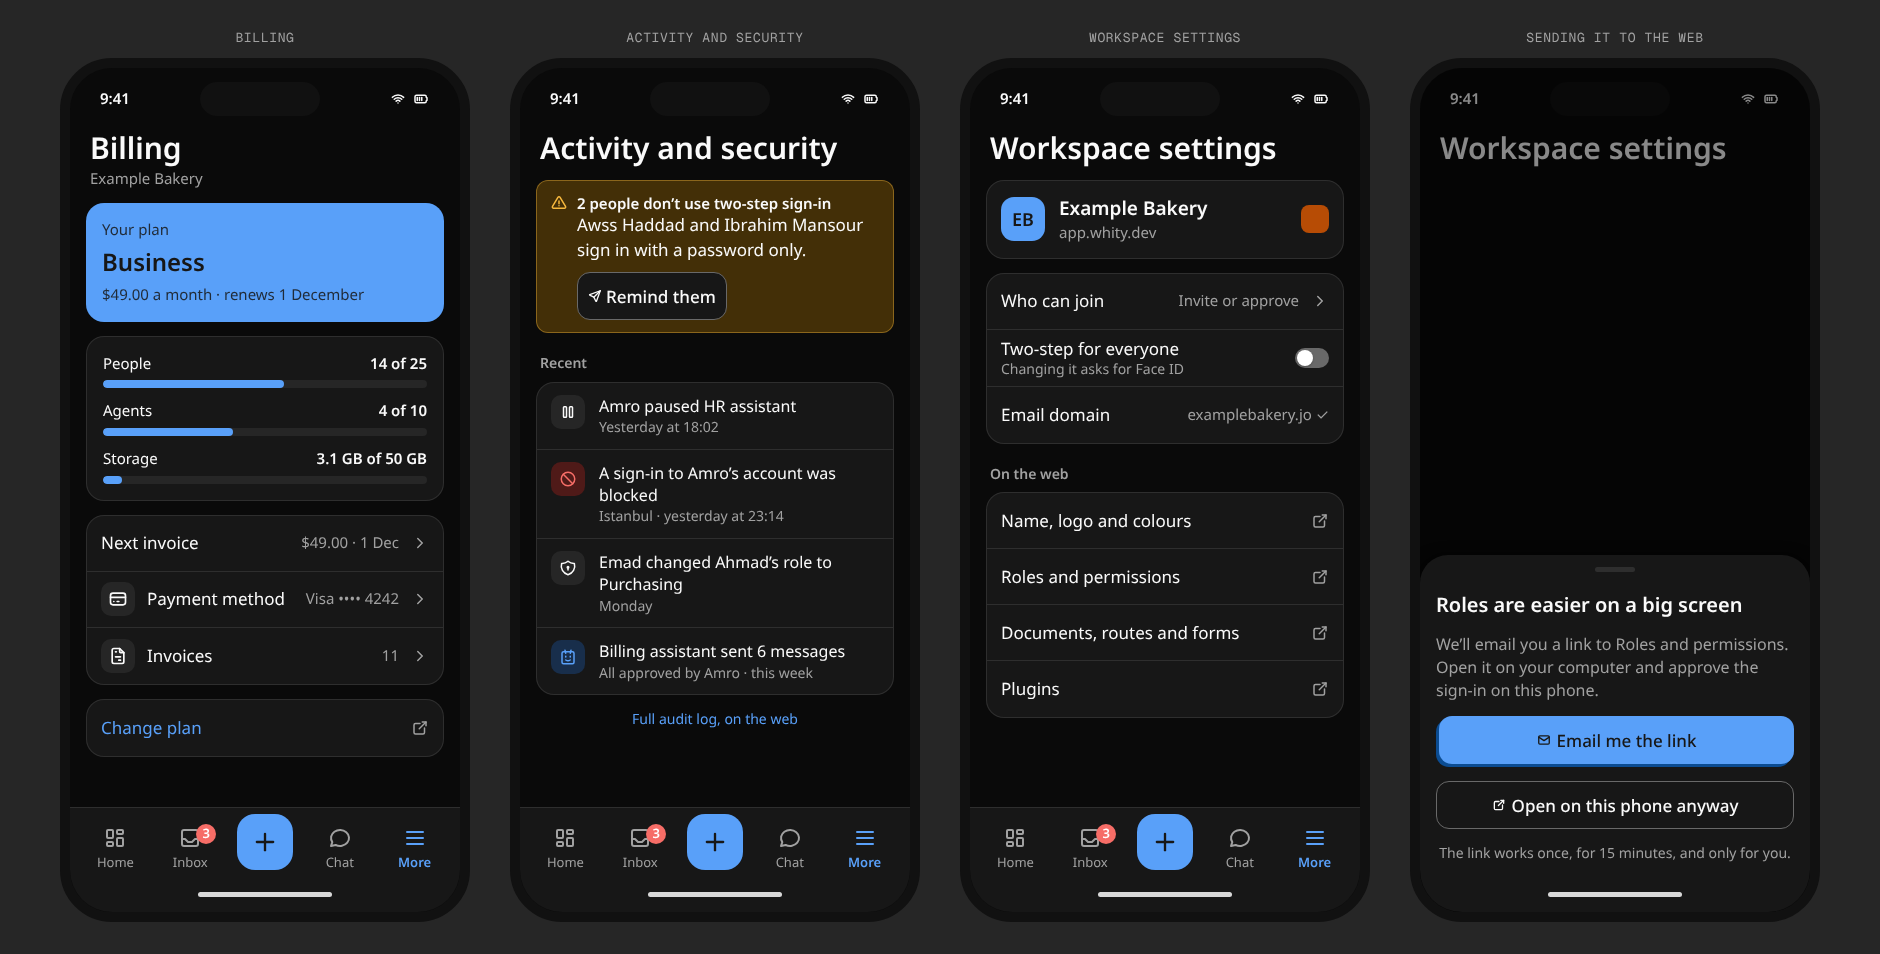 BILLING
9:41
Billing
Example Bakery
Your plan
Business
$49.00 a month · renews 1 December
People 14 of 25
Agents 4 of 10
Storage 3.1 GB of 50 GB
Next invoice $49.00 · 1 Dec
Payment method Visa •••• 4242
Invoices 11
Change plan
3
Home Inbox Chat More
ACTIVITY AND SECURITY
9:41
Activity and security
2 people don’t use two-step sign-in
Awss Haddad and Ibrahim Mansour
sign in with a password only.
Remind them
Recent
Amro paused HR assistant
Yesterday at 18:02
A sign-in to Amro’s account was
blocked
Istanbul · yesterday at 23:14
Emad changed Ahmad’s role to
Purchasing
Monday
Billing assistant sent 6 messages
All approved by Amro · this week
Full audit log, on the web
3
Home Inbox Chat More
WORKSPACE SETTINGS
9:41
Workspace settings
EB
Example Bakery
app.whity.dev
Who can join Invite or approve
Two-step for everyone
Changing it asks for Face ID
Email domain examplebakery.jo
On the web
Name, logo and colours
Roles and permissions
Documents, routes and forms
Plugins
3
Home Inbox Chat More
SENDING IT TO THE WEB
9:41
Workspace settings
Roles are easier on a big screen
We’ll email you a link to Roles and permissions.
Open it on your computer and approve the
sign-in on this phone.
Email me the link
Open on this phone anyway
The link works once, for 15 minutes, and only for you.